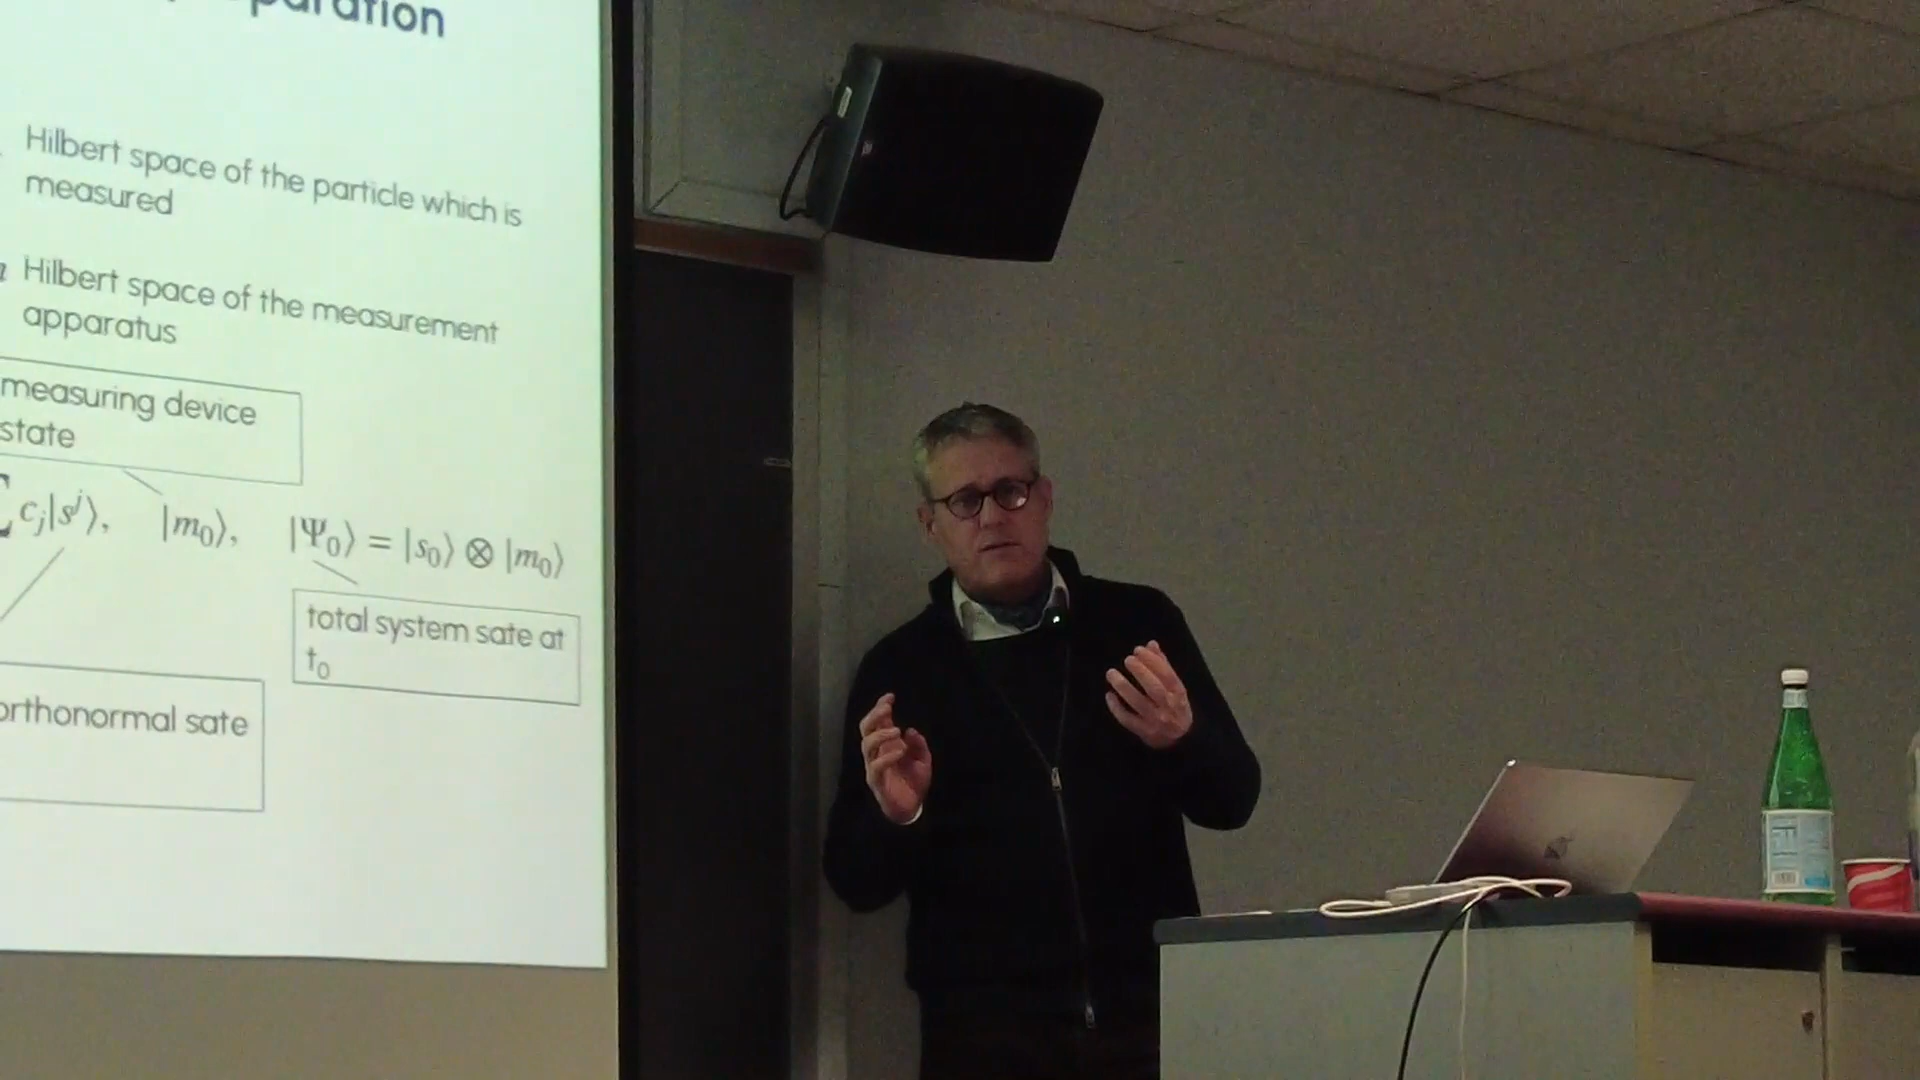 Hilbert space of the particle which is
measured
Hilbert space of the measurement
apparatus
measuring device
state
c_j|s^j⟩, |m_0⟩, |Ψ_0⟩ = |s_0⟩ ⊗ |m_0⟩
total system sate at
t_0
orthonormal sate